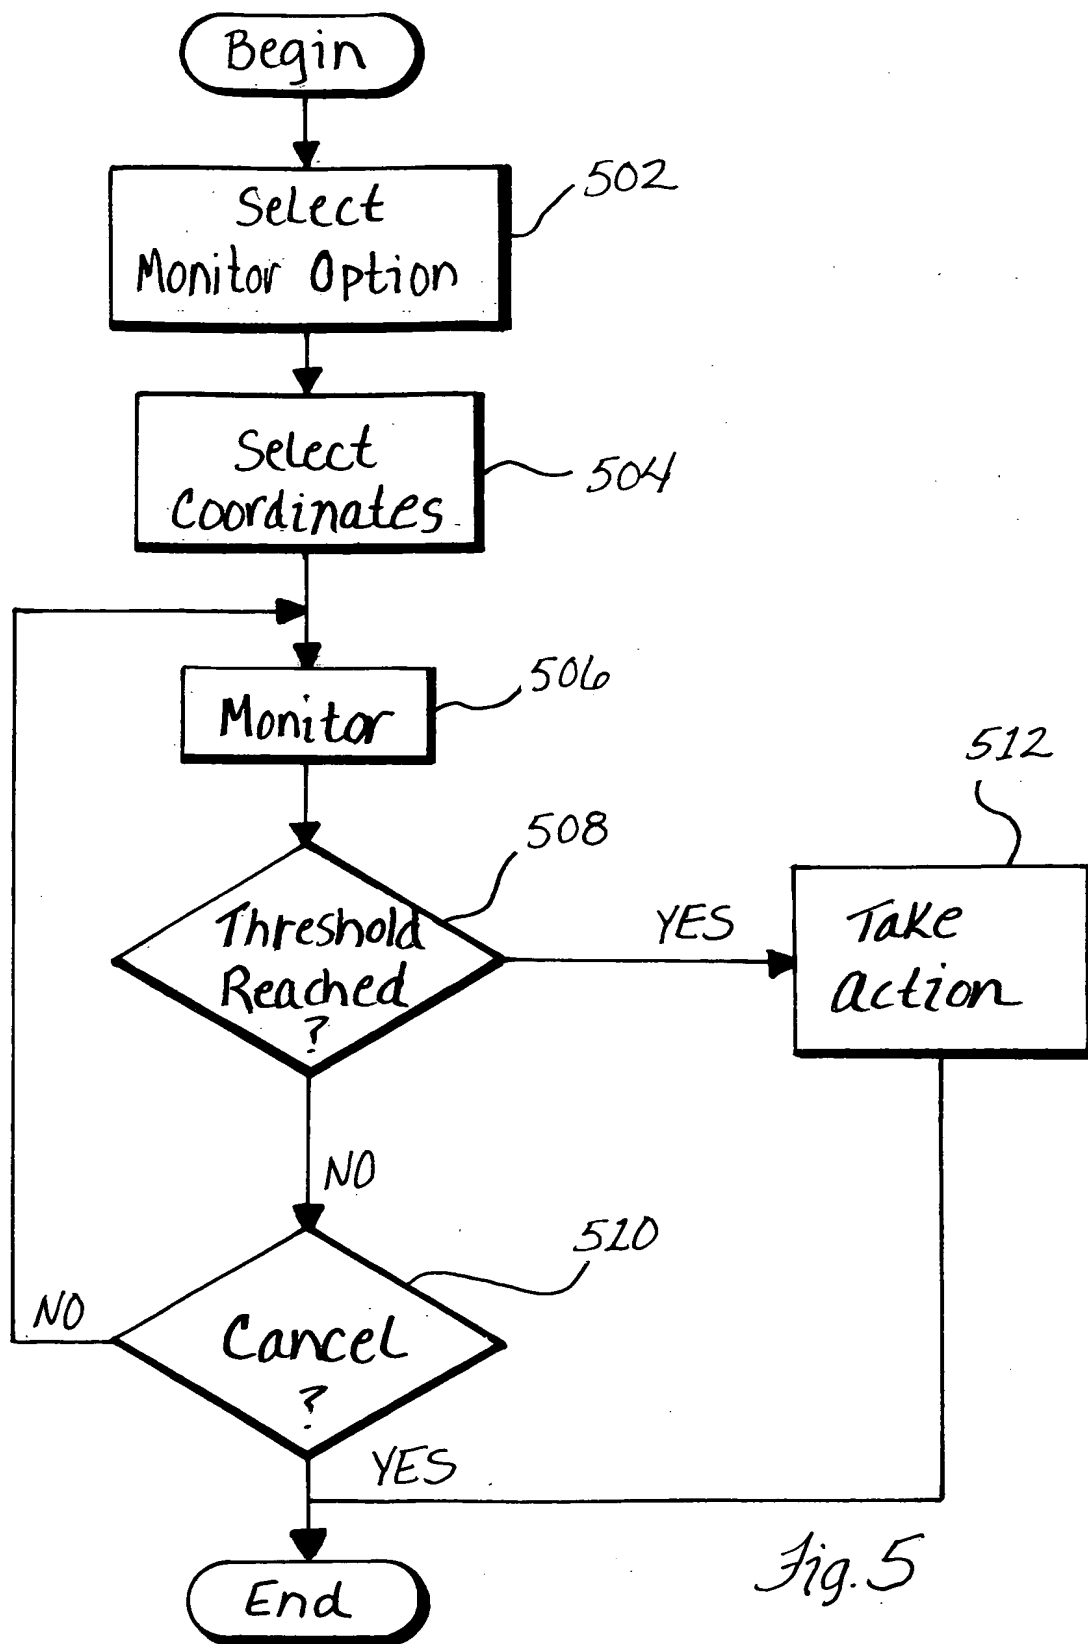 Begin
502
Select
Monitor Option
Select
Coordinates
504
506
Monitor
512
508
Threshold
Reached
?
YES
Take
Action
NO
510
NO
Cancel
?
YES
Fig. 5
End